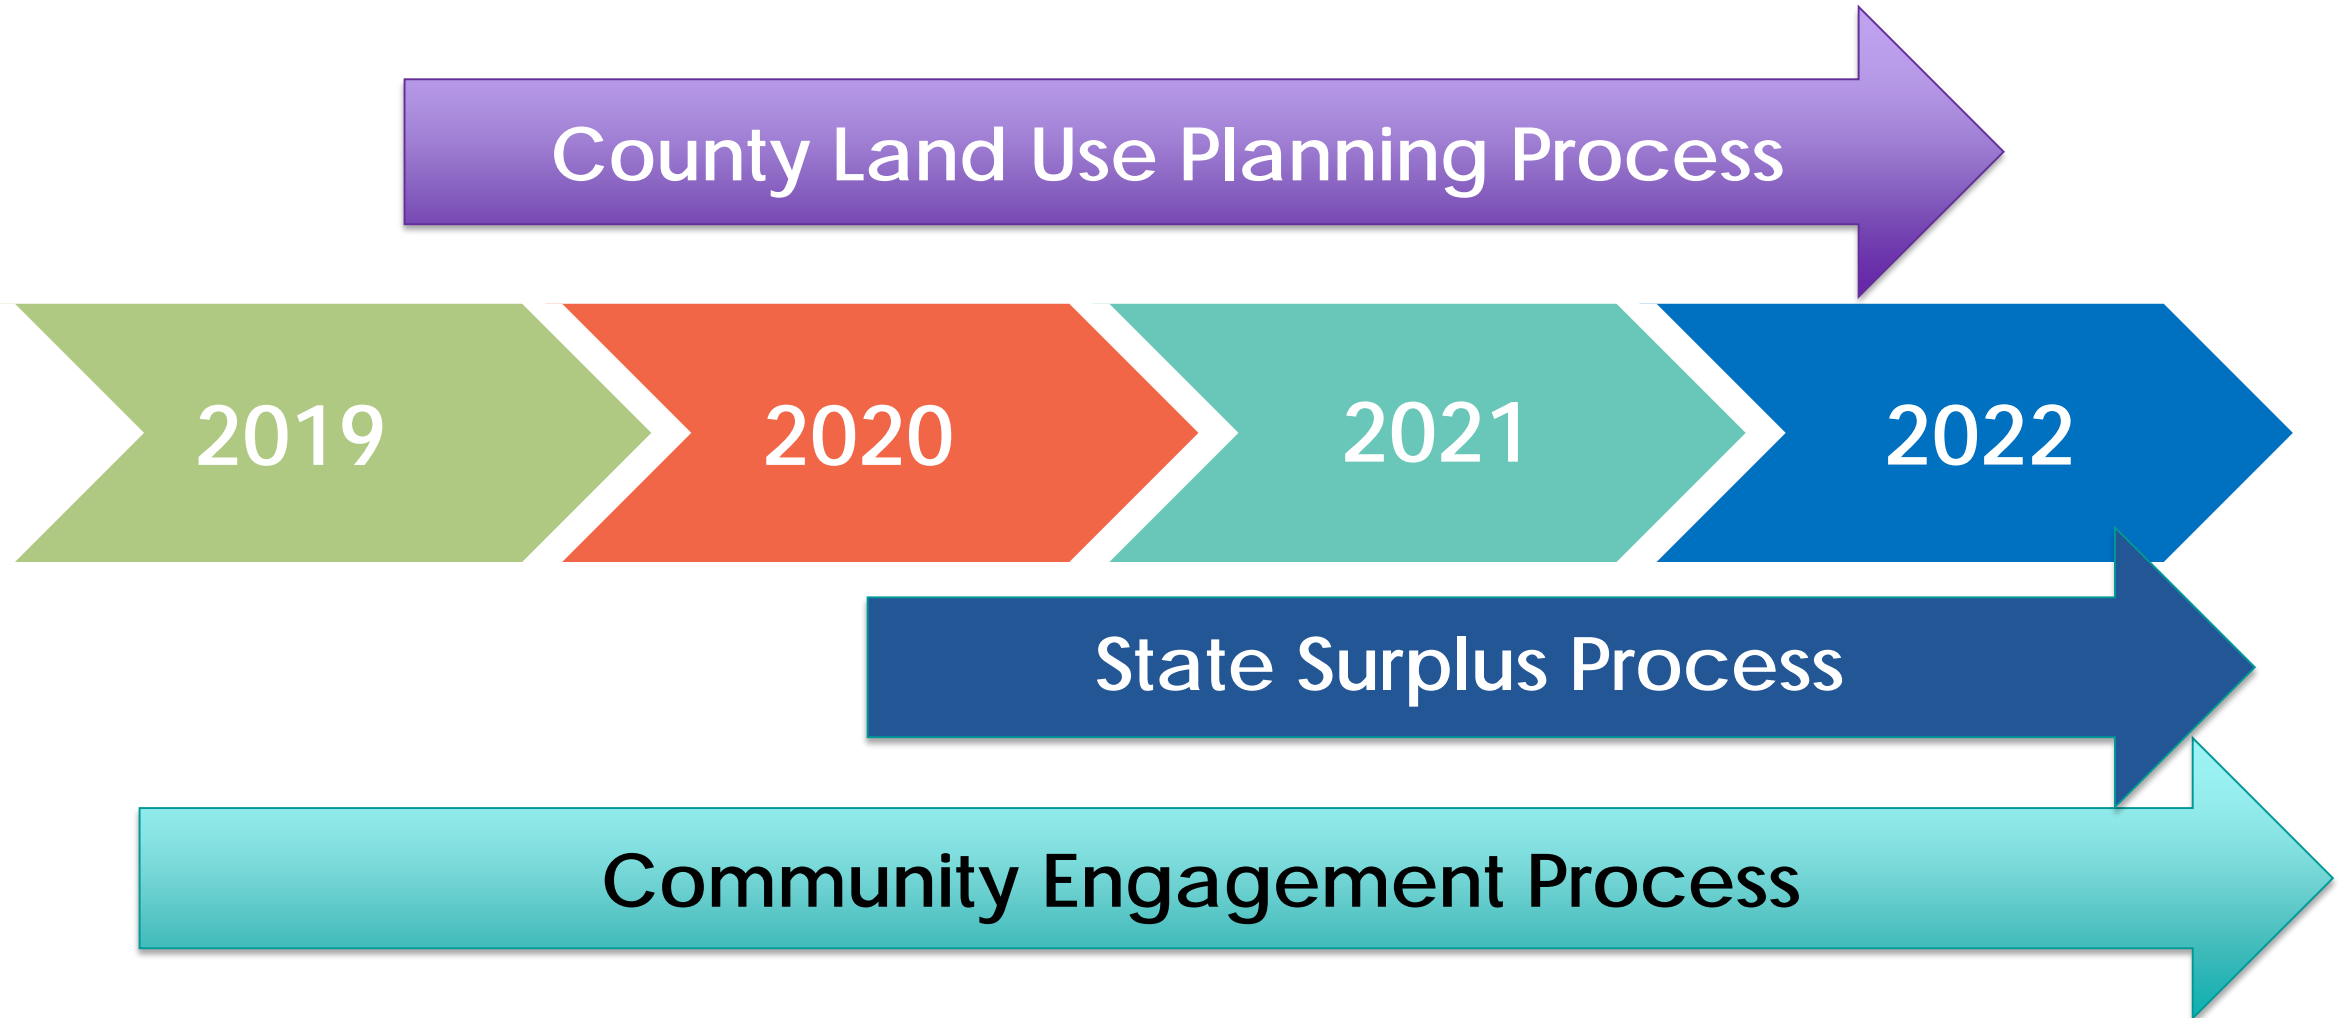 County Land Use Planning Process
2019
2020
2021
2022
State Surplus Process
Community Engagement Process